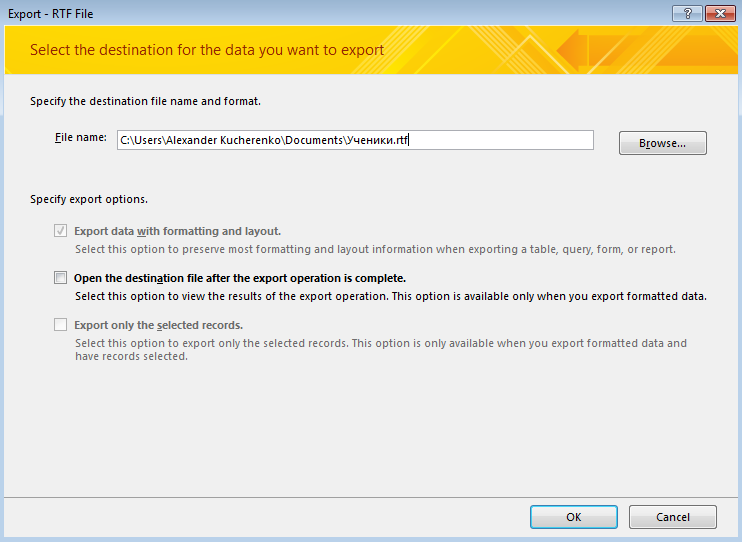 Export - RTF File
Select the destination for the data you want to export
Specify the destination file name and format.
File name: C:\Users\Alexander Kucherenko\Documents\Ученики.rtf Browse...
Specify export options.
Export data with formatting and layout.
Select this option to preserve most formatting and layout information when exporting a table, query, form, or report.
Open the destination file after the export operation is complete.
Select this option to view the results of the export operation. This option is available only when you export formatted data.
Export only the selected records.
Select this option to export only the selected records. This option is only available when you export formatted data and
have records selected.
OK Cancel